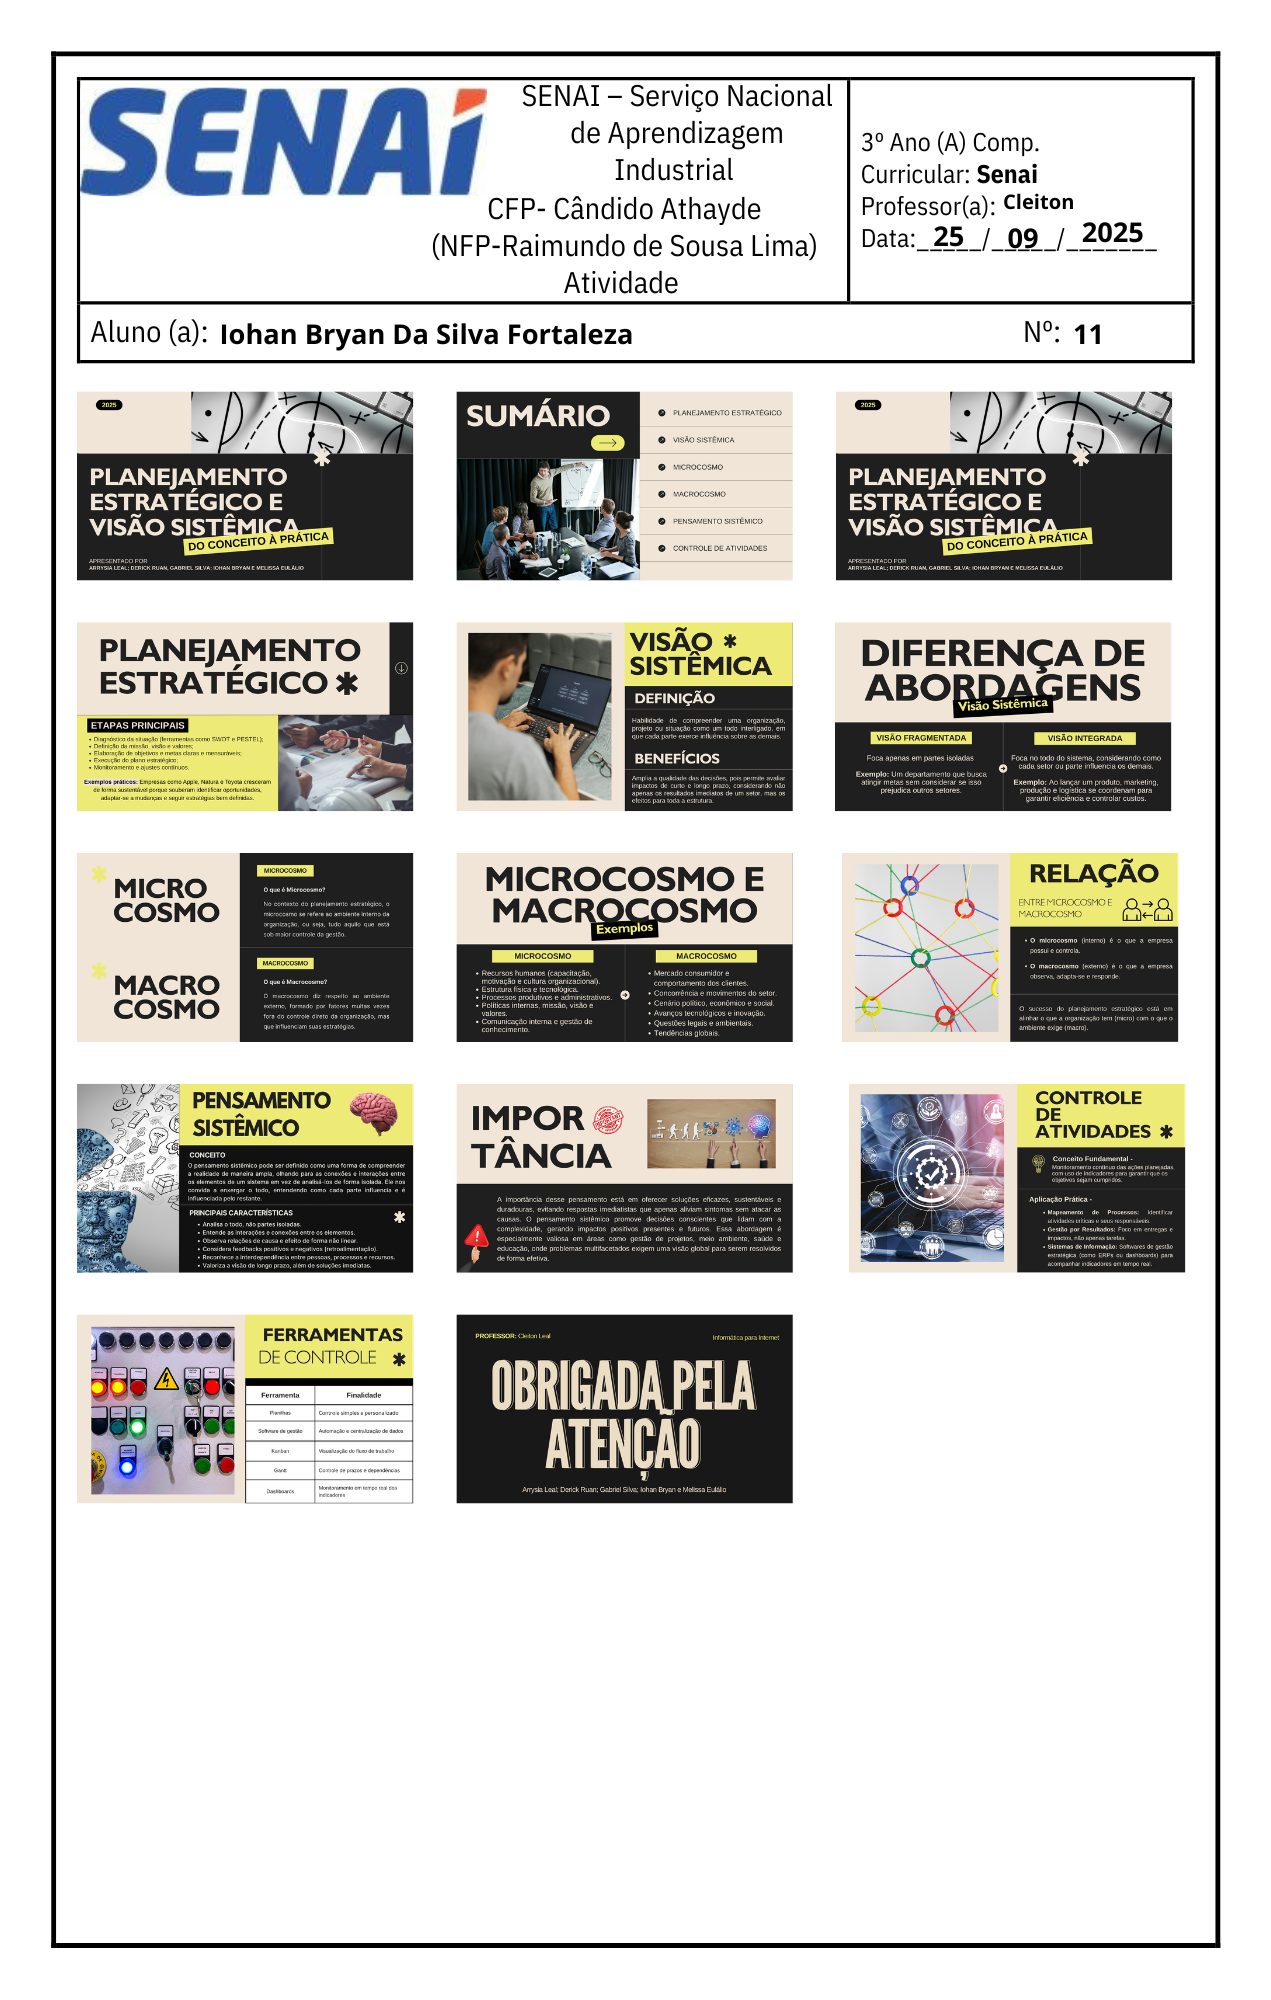 SENAI
SENAI – Serviço Nacional
de Aprendizagem
Industrial
CFP- Cândido Athayde
(NFP-Raimundo de Sousa Lima)
Atividade
3º Ano (A) Comp.
Curricular: Senai
Professor(a): Cleiton
Data:_25_/_09_/_2025_
Aluno (a): Iohan Bryan Da Silva Fortaleza Nº: 11
2025
PLANEJAMENTO
ESTRATÉGICO E
VISÃO SISTÊMICA
DO CONCEITO À PRÁTICA
APRESENTADO POR
ARRYSIA LEAL; DERICK RUAN, GABRIEL SILVA; IOHAN BRYAN E MELISSA EULÁLIO
SUMÁRIO
PLANEJAMENTO ESTRATÉGICO
VISÃO SISTÊMICA
MICROCOSMO
MACROCOSMO
PENSAMENTO SISTÊMICO
CONTROLE DE ATIVIDADES
2025
PLANEJAMENTO
ESTRATÉGICO E
VISÃO SISTÊMICA
DO CONCEITO À PRÁTICA
APRESENTADO POR
ARRYSIA LEAL; DERICK RUAN, GABRIEL SILVA; IOHAN BRYAN E MELISSA EULÁLIO
PLANEJAMENTO
ESTRATÉGICO
ETAPAS PRINCIPAIS
• Diagnóstico da situação (ferramentas como SWOT e PESTEL);
• Definição da missão, visão e valores;
• Elaboração de objetivos e metas claras e mensuráveis;
• Execução do plano estratégico;
• Monitoramento e ajustes contínuos.
Exemplos práticos: Empresas como Apple, Natura e Toyota cresceram
de forma sustentável porque souberam identificar oportunidades,
adaptar-se a mudanças e seguir estratégias bem definidas.
VISÃO
SISTÊMICA
DEFINIÇÃO
Habilidade de compreender uma organização,
projeto ou situação como um todo interligado, em
que cada parte exerce influência sobre as demais.
BENEFÍCIOS
Amplia a qualidade das decisões, pois permite avaliar
impactos de curto e longo prazo, considerando não
apenas os resultados imediatos de um setor, mas os
efeitos para toda a estrutura.
DIFERENÇA DE
ABORDAGENS
Visão Sistêmica
VISÃO FRAGMENTADA
Foca apenas em partes isoladas
Exemplo: Um departamento que busca
atingir metas sem considerar se isso
prejudica outros setores.
VISÃO INTEGRADA
Foca no todo do sistema, considerando como
cada setor ou parte influencia os demais.
Exemplo: Ao lançar um produto, marketing,
produção e logística se coordenam para
garantir eficiência e controlar custos.
MICRO
COSMO
MACRO
COSMO
MICROCOSMO
O que é Microcosmo?
No contexto do planejamento estratégico, o
microcosmo se refere ao ambiente interno da
organização, ou seja, tudo aquilo que está
sob maior controle da gestão.
MACROCOSMO
O que é Macrocosmo?
O macrocosmo diz respeito ao ambiente
externo, formado por fatores muitas vezes
fora do controle direto da organização, mas
que influenciam suas estratégias.
MICROCOSMO E
MACROCOSMO
Exemplos
MICROCOSMO
• Recursos humanos (capacitação,
motivação e cultura organizacional).
• Estrutura física e tecnológica.
• Processos produtivos e administrativos.
• Políticas internas, missão, visão e
valores.
• Comunicação interna e gestão de
conhecimento.
MACROCOSMO
• Mercado consumidor e
comportamento dos clientes.
• Concorrência e movimentos do setor.
• Cenário político, econômico e social.
• Avanços tecnológicos e inovação.
• Questões legais e ambientais.
• Tendências globais.
RELAÇÃO
ENTRE MICROCOSMO E
MACROCOSMO
• O microcosmo (interno) é o que a empresa
possui e controla.
• O macrocosmo (externo) é o que a empresa
observa, adapta-se e responde.
O sucesso do planejamento estratégico está em
alinhar o que a organização tem (micro) com o que o
ambiente exige (macro).
PENSAMENTO
SISTÊMICO
CONCEITO
O pensamento sistêmico pode ser definido como uma forma de compreender
a realidade de maneira ampla, olhando para as conexões e interações entre
os elementos de um sistema em vez de analisá-los de forma isolada. Ele nos
convida a enxergar o todo, entendendo como cada parte influencia e é
influenciada pelo restante.
PRINCIPAIS CARACTERÍSTICAS
• Analisa o todo, não partes isoladas.
• Entende as interações e conexões entre os elementos.
• Observa relações de causa e efeito de forma não linear.
• Considera feedbacks positivos e negativos (retroalimentação).
• Reconhece a interdependência entre pessoas, processos e recursos.
• Valoriza a visão de longo prazo, além de soluções imediatas.
IMPOR
TÂNCIA
A importância desse pensamento está em oferecer soluções eficazes, sustentáveis e
duradouras, evitando respostas imediatistas que apenas aliviam sintomas sem atacar as
causas. O pensamento sistêmico promove decisões conscientes que lidam com a
complexidade, gerando impactos positivos presentes e futuros. Essa abordagem é
especialmente valiosa em áreas como gestão de projetos, meio ambiente, saúde e
educação, onde problemas multifacetados exigem uma visão global para serem resolvidos
de forma efetiva.
CONTROLE
DE
ATIVIDADES
Conceito Fundamental -
Monitoramento contínuo das ações planejadas,
com uso de indicadores para garantir que os
objetivos sejam cumpridos.
Aplicação Prática -
• Mapeamento de Processos: Identificar
atividades críticas e seus responsáveis.
• Gestão por Resultados: Foco em entregas e
impactos, não apenas tarefas.
• Sistemas de Informação: Softwares de gestão
estratégica (como ERPs ou dashboards) para
acompanhar indicadores em tempo real.
FERRAMENTAS
DE CONTROLE
Ferramenta Finalidade
Planilhas Controle simples e personalizado
Software de gestão Automação e centralização de dados
Kanban Visualização do fluxo de trabalho
Gantt Controle de prazos e dependências
Dashboards Monitoramento em tempo real dos
indicadores
PROFESSOR: Cleiton Leal
Informática para Internet
OBRIGADA PELA
ATENÇÃO
Arrysia Leal; Derick Ruan; Gabriel Silva; Iohan Bryan e Melissa Eulálio